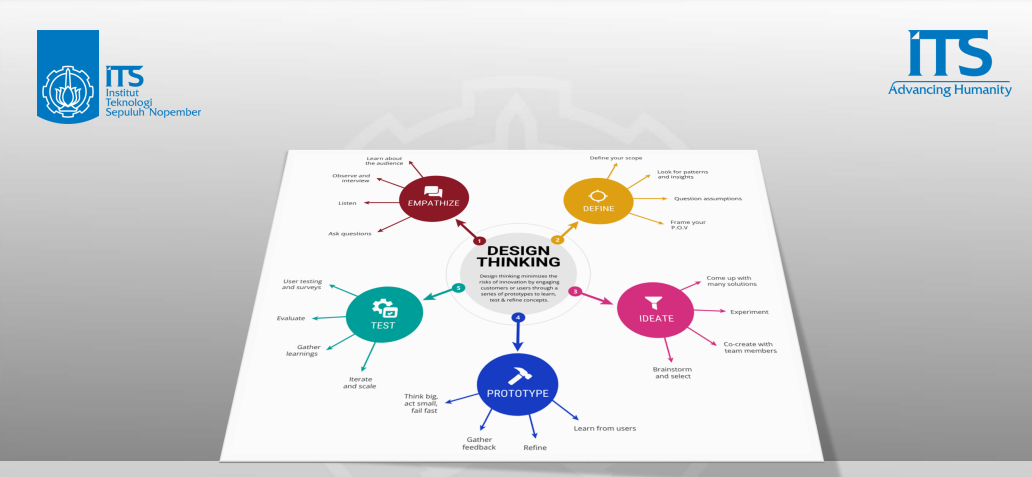 ITS
Institut
Teknologi
Sepuluh Nopember
ITS
Advancing Humanity
DESIGN
THINKING
Design thinking minimizes the
risks of innovation by engaging
customers or users through a
series of prototypes to learn,
test & refine concepts.
1
EMPATHIZE
Learn about
the audience
Observe and
interview
Listen
Ask questions
2
DEFINE
Define your scope
Look for patterns
and insights
Question assumptions
Frame your
P.O.V
3
IDEATE
Come up with
many solutions
Experiment
Co-create with
team members
Brainstorm
and select
4
PROTOTYPE
Think big,
act small,
fail fast
Gather
feedback
Refine
Learn from users
5
TEST
User testing
and surveys
Evaluate
Gather
learnings
Iterate
and scale